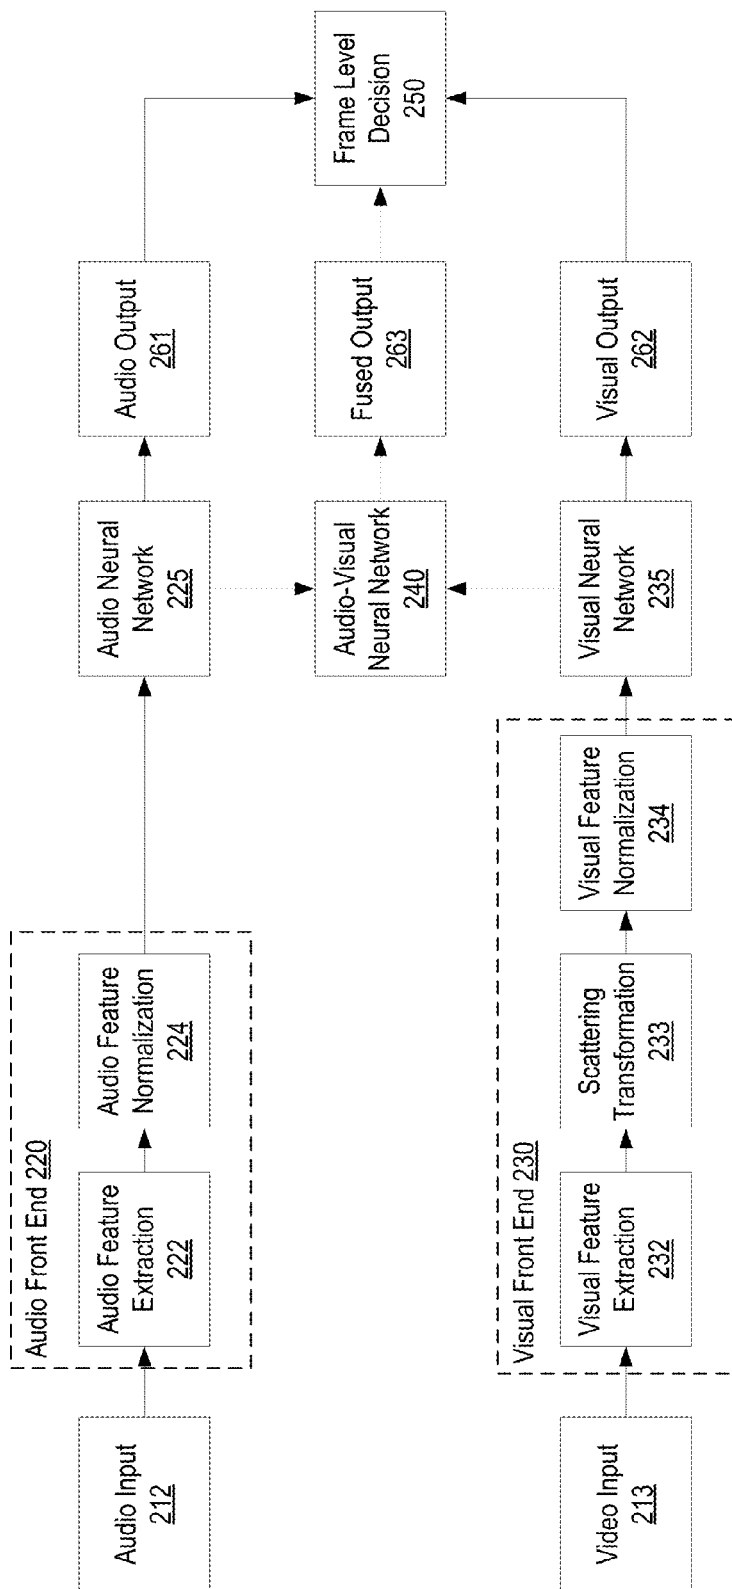 Audio Input
212
Audio Front End 220
Audio Feature
Extraction
222
Audio Feature
Normalization
224
Audio Neural
Network
225
Audio Output
261
Audio-Visual
Neural Network
240
Fused Output
263
Frame Level
Decision
250
Video Input
213
Visual Front End 230
Visual Feature
Extraction
232
Scattering
Transformation
233
Visual Feature
Normalization
234
Visual Neural
Network
235
Visual Output
262